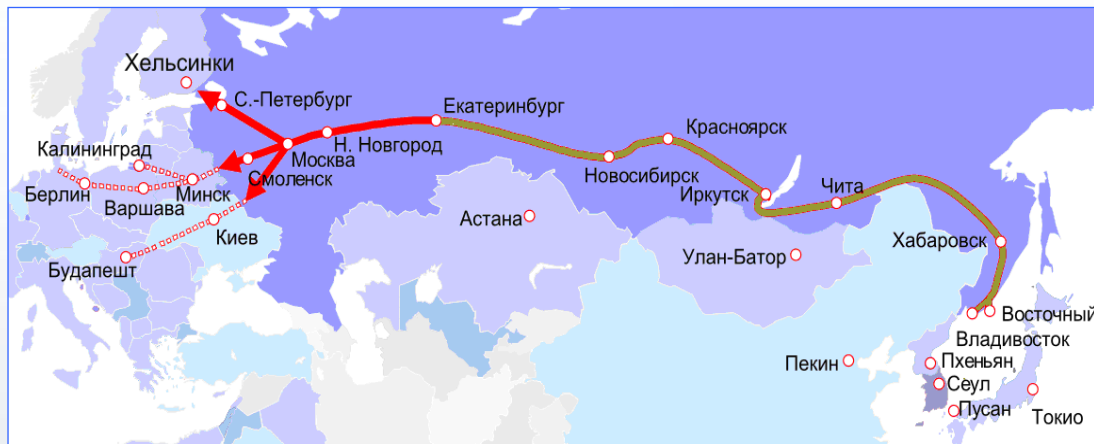 Хельсинки
С.-Петербург
Екатеринбург
Красноярск
Н. Новгород
Калининград
Москва
Смоленск
Новосибирск
Берлин
Минск
Иркутск
Чита
Варшава
Астана
Киев
Хабаровск
Улан-Батор
Будапешт
Восточный
Владивосток
Пекин
Пхеньян
Сеул
Пусан
Токио